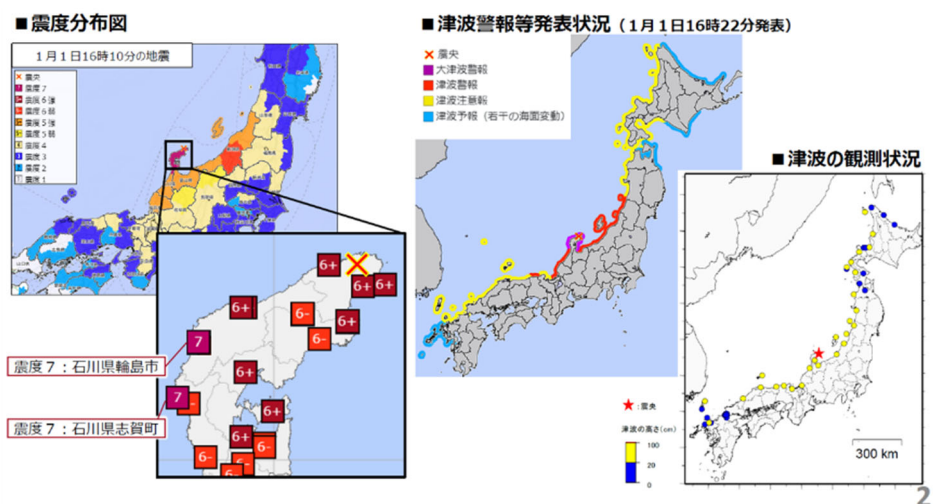 ■震度分布図
1月1日16時10分の地震
震央
震度7
震度6強
震度6弱
震度5強
震度5弱
震度4
震度3
震度2
震度1
6+
6+
6+
6+
6-
6+
6-
7
6+
7
6-
6+
6+
6-
6-
6-
6-
震度7：石川県輪島市
震度7：石川県志賀町
■津波警報等発表状況（1月1日16時22分発表）
震央
大津波警報
津波警報
津波注意報
津波予報（若干の海面変動）
■津波の観測状況
：震央
津波の高さ(cm)
100
20
0
300 km
2